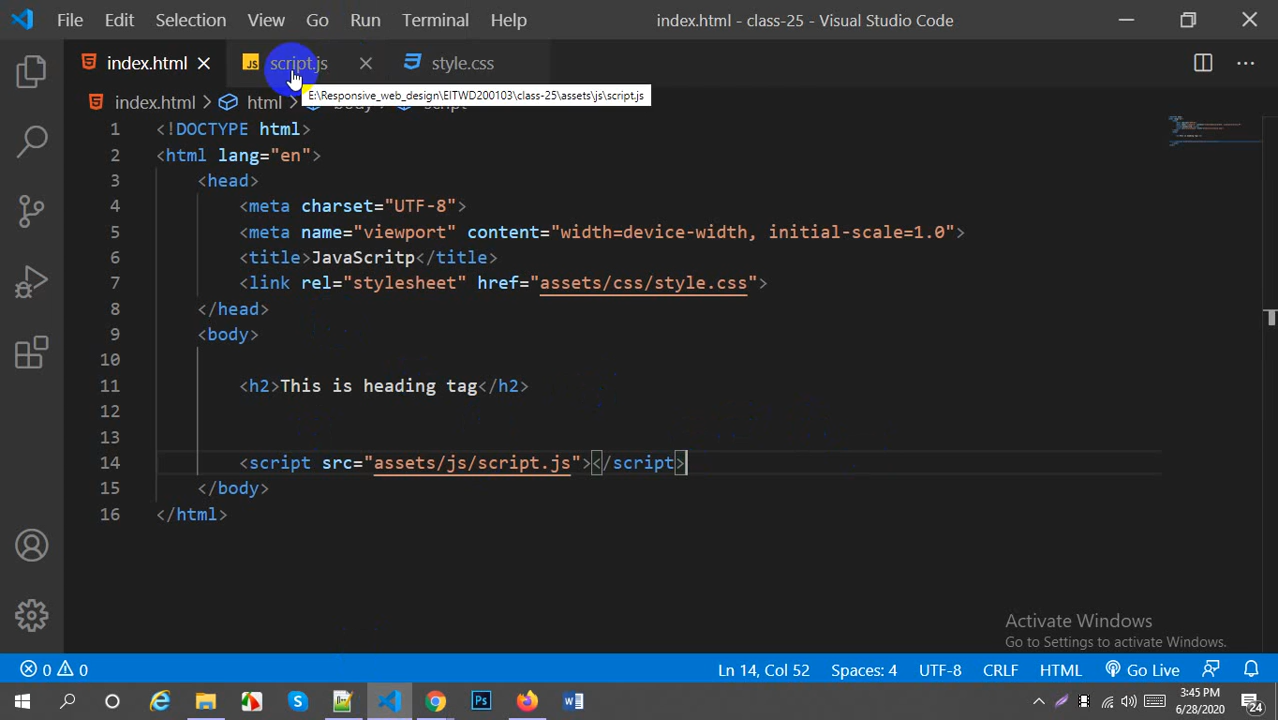 File Edit Selection View Go Run Terminal Help index.html - class-25 - Visual Studio Code
index.html JS script.js style.css
E:\Responsive_web_design\EITWD200103\class-25\assets\js\script.js
index.html > html > body > script
1 <!DOCTYPE html>
2 <html lang="en">
3 <head>
4 <meta charset="UTF-8">
5 <meta name="viewport" content="width=device-width, initial-scale=1.0">
6 <title>JavaScritp</title>
7 <link rel="stylesheet" href="assets/css/style.css">
8 </head>
9 <body>
10
11 <h2>This is heading tag</h2>
12
13
14 <script src="assets/js/script.js"></script>
15 </body>
16 </html>
Activate Windows
Go to Settings to activate Windows.
0 0 Ln 14, Col 52 Spaces: 4 UTF-8 CRLF HTML Go Live
Ps W 3:45 PM
6/28/2020 24